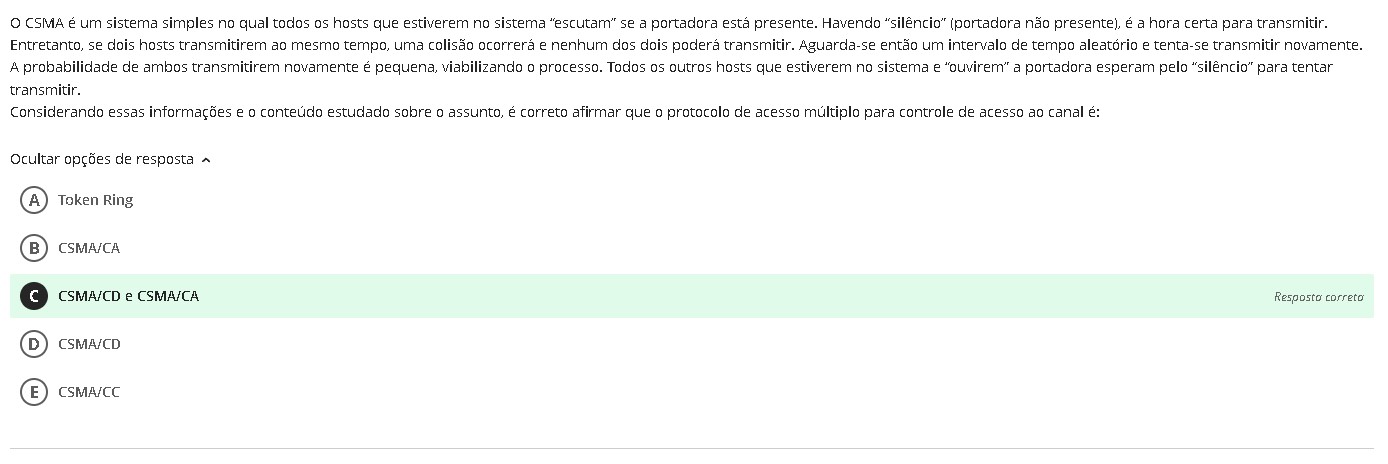 O CSMA é um sistema simples no qual todos os hosts que estiverem no sistema “escutam” se a portadora está presente. Havendo “silêncio” (portadora não presente), é a hora certa para transmitir.
Entretanto, se dois hosts transmitirem ao mesmo tempo, uma colisão ocorrerá e nenhum dos dois poderá transmitir. Aguarda-se então um intervalo de tempo aleatório e tenta-se transmitir novamente.
A probabilidade de ambos transmitirem novamente é pequena, viabilizando o processo. Todos os outros hosts que estiverem no sistema e “ouvirem” a portadora esperam pelo “silêncio” para tentar
transmitir.
Considerando essas informações e o conteúdo estudado sobre o assunto, é correto afirmar que o protocolo de acesso múltiplo para controle de acesso ao canal é:
Ocultar opções de resposta
A Token Ring
B CSMA/CA
C CSMA/CD e CSMA/CA Resposta correta
D CSMA/CD
E CSMA/CC